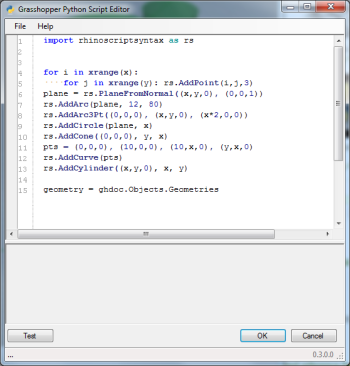 Grasshopper Python Script Editor
File Help
1 import rhinoscriptsyntax as rs
2
3
4 for i in xrange(x):
5 for j in xrange(y): rs.AddPoint(i,j,3)
6 plane = rs.PlaneFromNormal((x,y,0), (0,0,1))
7 rs.AddArc(plane, 12, 80)
8 rs.AddArc3Pt((0,0,0), (x,y,0), (x*2,0,0))
9 rs.AddCircle(plane, x)
10 rs.AddCone((0,0,0), y, x)
11 pts = (0,0,0), (10,0,0), (10,x,0), (y,x,0)
12 rs.AddCurve(pts)
13 rs.AddCylinder((x,y,0), x, y)
14
15 geometry = ghdoc.Objects.Geometries
Test OK Cancel
... 0.3.0.0